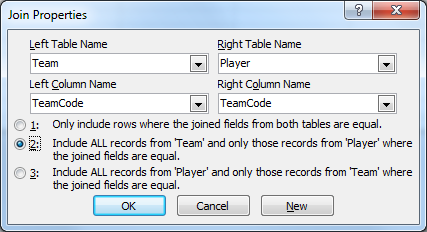 Join Properties
Left Table Name Right Table Name
Team Player
Left Column Name Right Column Name
TeamCode TeamCode
1: Only include rows where the joined fields from both tables are equal.
2: Include ALL records from 'Team' and only those records from 'Player' where
the joined fields are equal.
3: Include ALL records from 'Player' and only those records from 'Team' where
the joined fields are equal.
OK Cancel New